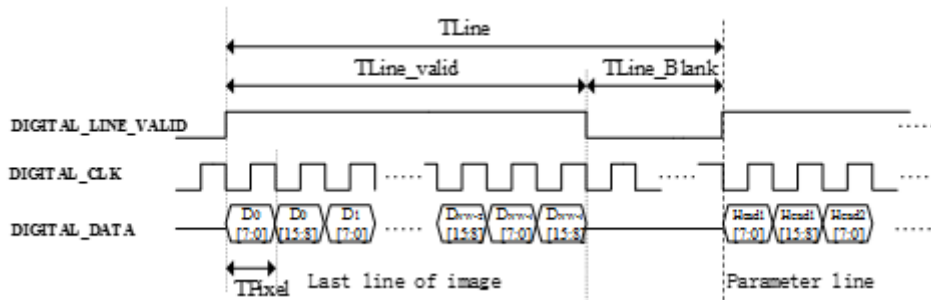 TLine
TLine_valid TLine_Blank
DIGITAL_LINE_VALID
DIGITAL_CLK
DIGITAL_DATA
D0 [7:0]
D0 [15:8]
D1 [7:0]
[15:8]
[7:0]
[15:8]
Head1 [7:0]
Head1 [15:8]
Head2 [7:0]
TPixel
Last line of image
Parameter line